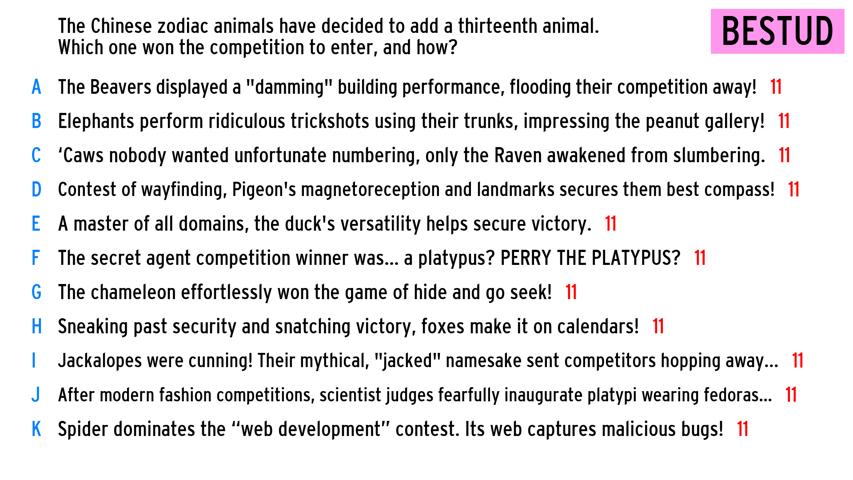 The Chinese zodiac animals have decided to add a thirteenth animal.
Which one won the competition to enter, and how?
BESTUD
A The Beavers displayed a "damming" building performance, flooding their competition away! 11
B Elephants perform ridiculous trickshots using their trunks, impressing the peanut gallery! 11
C ‘Caws nobody wanted unfortunate numbering, only the Raven awakened from slumbering. 11
D Contest of wayfinding, Pigeon's magnetoreception and landmarks secures them best compass! 11
E A master of all domains, the duck's versatility helps secure victory. 11
F The secret agent competition winner was... a platypus? PERRY THE PLATYPUS? 11
G The chameleon effortlessly won the game of hide and go seek! 11
H Sneaking past security and snatching victory, foxes make it on calendars! 11
I Jackalopes were cunning! Their mythical, "jacked" namesake sent competitors hopping away... 11
J After modern fashion competitions, scientist judges fearfully inaugurate platypi wearing fedoras... 11
K Spider dominates the “web development” contest. Its web captures malicious bugs! 11